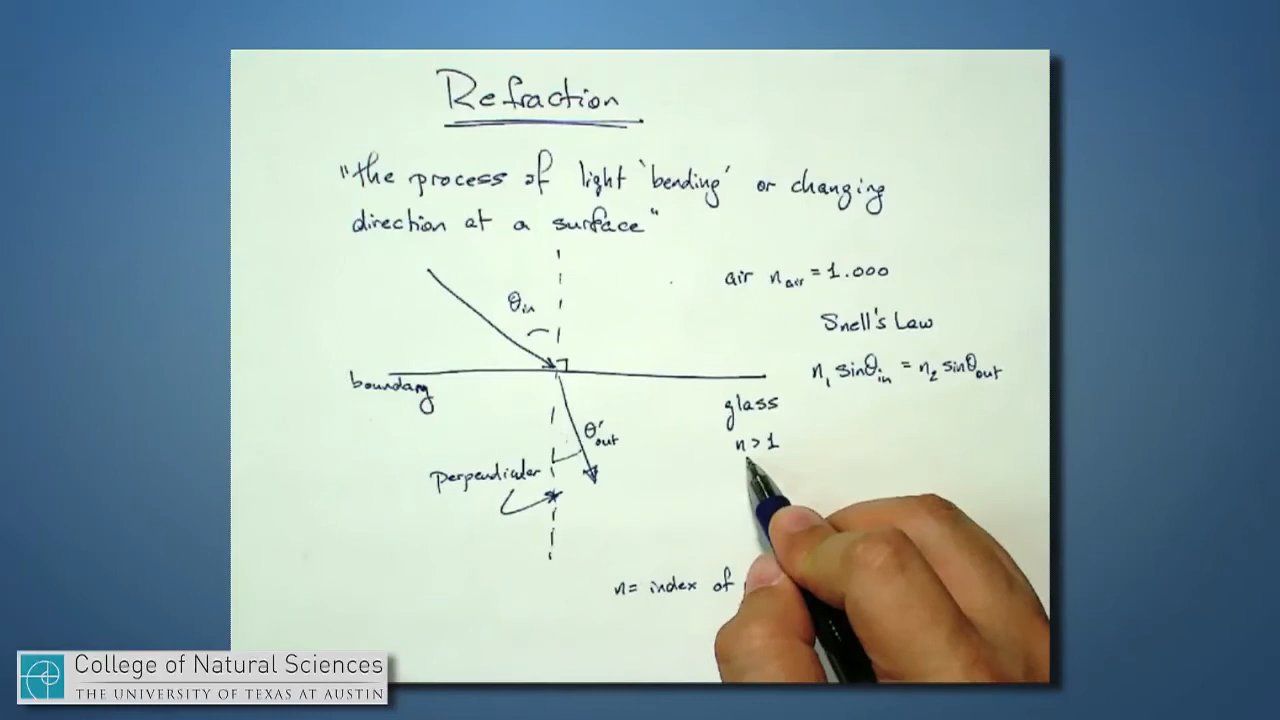 Refraction
"the process of light 'bending' or changing
direction at a surface"
air n air = 1.000
θin
Snell's Law
n₁ sinθin = n₂ sinθout
boundary
glass
θ'out
n > 1
perpendicular
n = index of
College of Natural Sciences
THE UNIVERSITY OF TEXAS AT AUSTIN